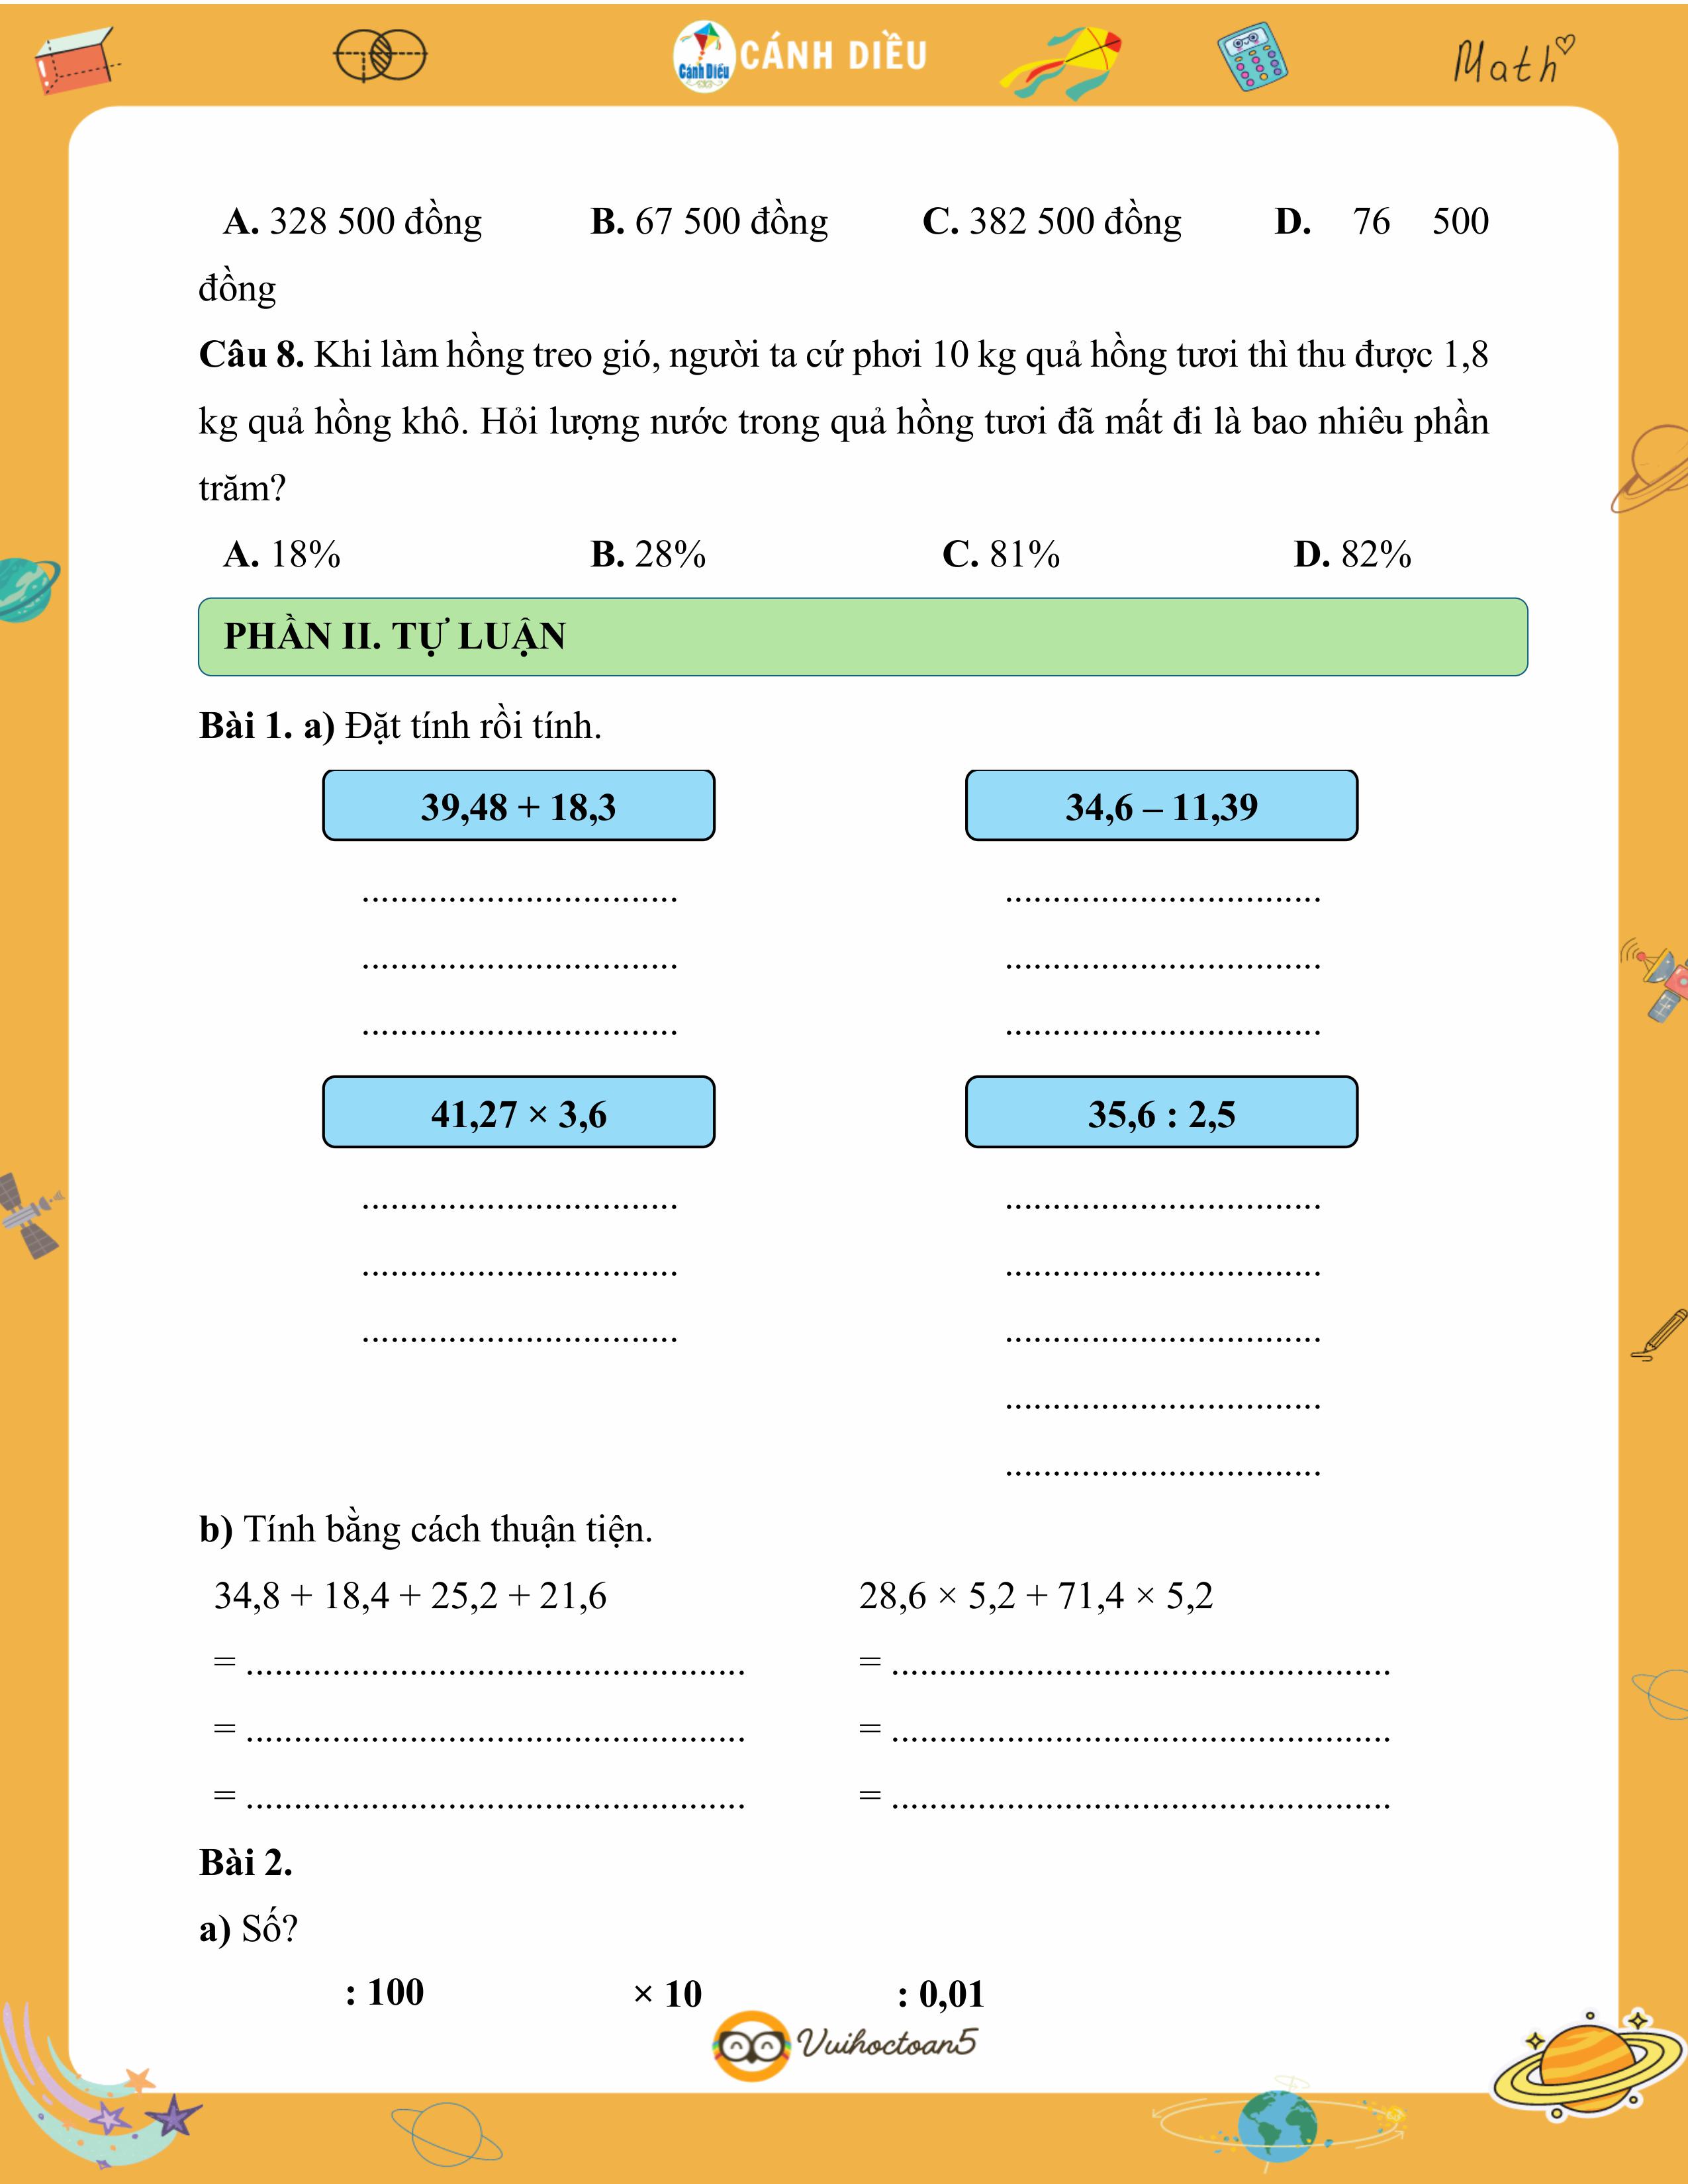 Cánh Diều
CÁNH DIỀU
Math
A. 328 500 đồng B. 67 500 đồng C. 382 500 đồng D. 76 500
đồng
Câu 8. Khi làm hồng treo gió, người ta cứ phơi 10 kg quả hồng tươi thì thu được 1,8
kg quả hồng khô. Hỏi lượng nước trong quả hồng tươi đã mất đi là bao nhiêu phần
trăm?
A. 18% B. 28% C. 81% D. 82%
PHẦN II. TỰ LUẬN
Bài 1. a) Đặt tính rồi tính.
39,48 + 18,3 34,6 – 11,39
................................. .................................
................................. .................................
................................. .................................
41,27 × 3,6 35,6 : 2,5
................................. .................................
................................. .................................
................................. .................................
.................................
.................................
b) Tính bằng cách thuận tiện.
34,8 + 18,4 + 25,2 + 21,6 28,6 × 5,2 + 71,4 × 5,2
= .................................................... = ....................................................
= .................................................... = ....................................................
= .................................................... = ....................................................
Bài 2.
a) Số?
: 100 × 10 : 0,01
Vuihoctoan5